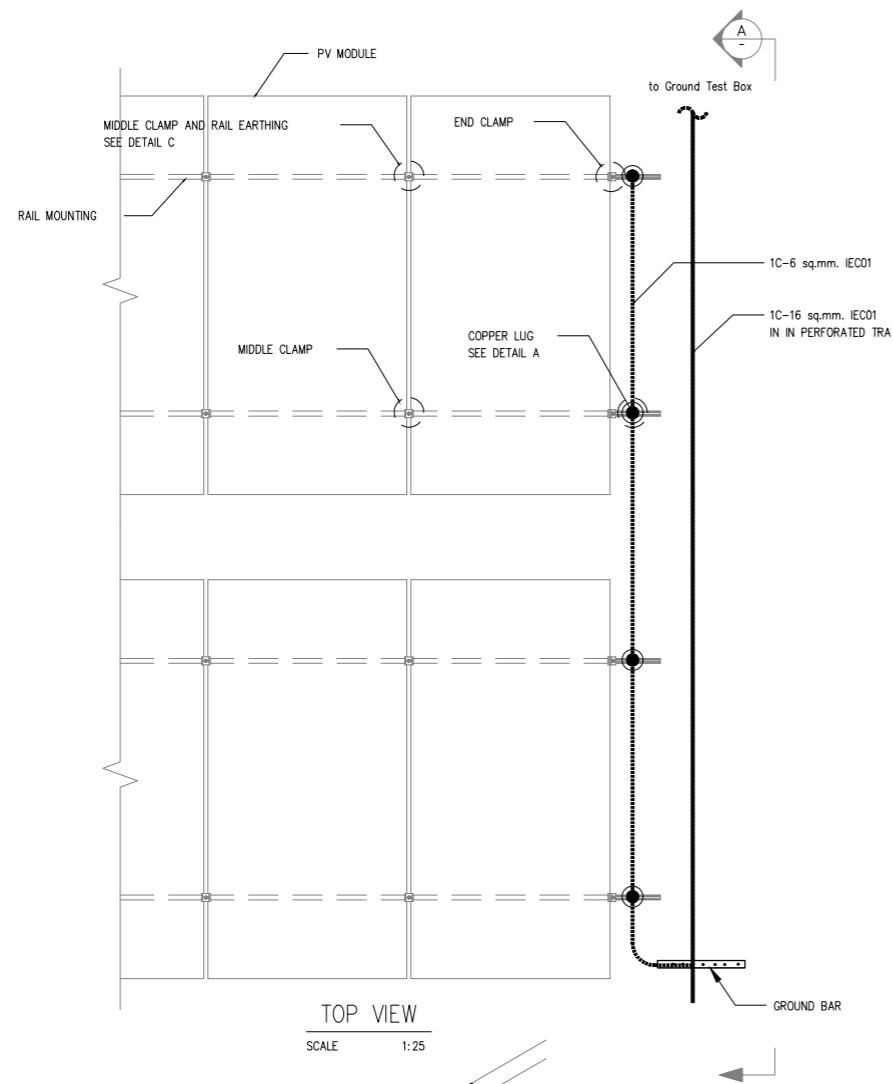 A
-
PV MODULE
to Ground Test Box
MIDDLE CLAMP AND RAIL EARTHING
SEE DETAIL C
END CLAMP
RAIL MOUNTING
1C-6 sq.mm. IEC01
1C-16 sq.mm. IEC01
IN IN PERFORATED TRA
MIDDLE CLAMP
COPPER LUG
SEE DETAIL A
GROUND BAR
TOP VIEW
SCALE 1:25